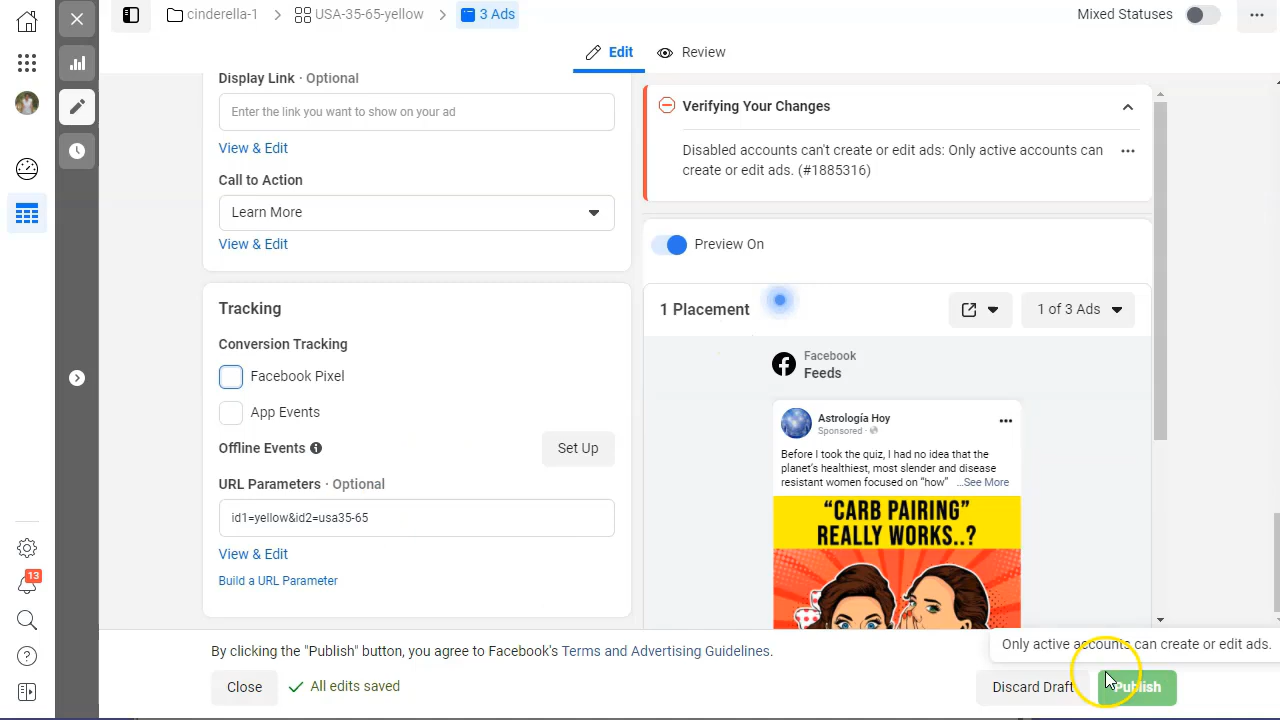 cinderella-1
USA-35-65-yellow
3 Ads
Mixed Statuses
Edit
Review
Display Link · Optional
Enter the link you want to show on your ad
View & Edit
Call to Action
Learn More
View & Edit
Tracking
Conversion Tracking
Facebook Pixel
App Events
Offline Events
Set Up
URL Parameters · Optional
id1=yellow&id2=usa35-65
View & Edit
Build a URL Parameter
Verifying Your Changes
Disabled accounts can't create or edit ads: Only active accounts can
create or edit ads. (#1885316)
Preview On
1 Placement
1 of 3 Ads
Facebook
Feeds
Astrología Hoy
Sponsored ·
Before I took the quiz, I had no idea that the
planet's healthiest, most slender and disease
resistant women focused on "how" ...See More
"CARB PAIRING"
REALLY WORKS..?
13
Only active accounts can create or edit ads.
By clicking the "Publish" button, you agree to Facebook's Terms and Advertising Guidelines.
Close
All edits saved
Discard Draft
Publish